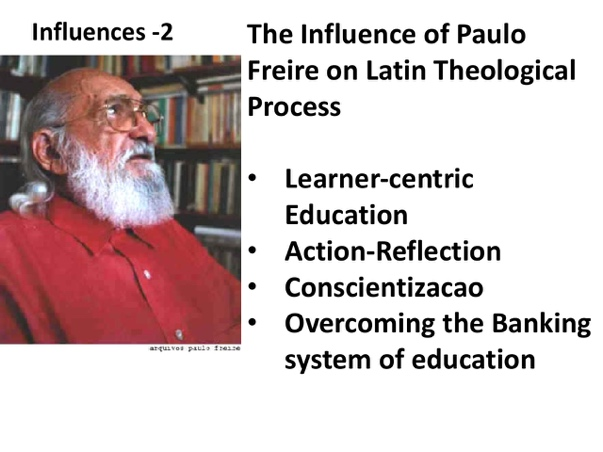 Influences -2
The Influence of Paulo
Freire on Latin Theological
Process
• Learner-centric
Education
• Action-Reflection
• Conscientizacao
• Overcoming the Banking
system of education
arquivos paulo freire